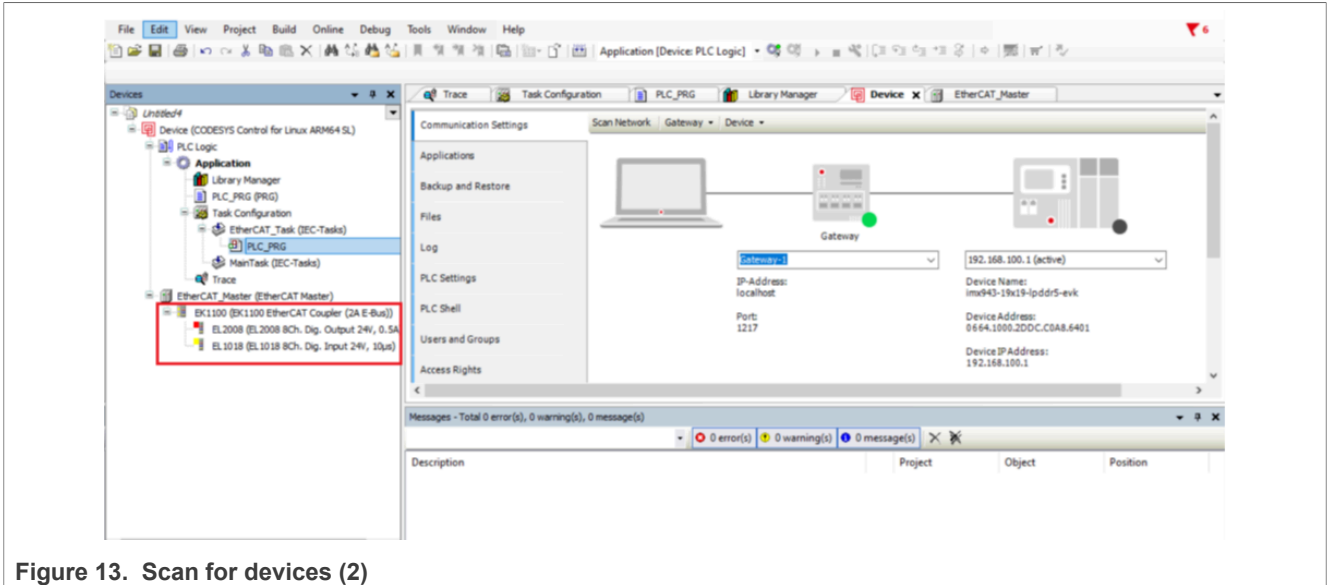 File Edit View Project Build Online Debug Tools Window Help
6
Application [Device: PLC Logic]
Devices
Untitled4
Device (CODESYS Control for Linux ARM64 SL)
PLC Logic
Application
Library Manager
PLC_PRG (PRG)
Task Configuration
EtherCAT_Task (IEC-Tasks)
PLC_PRG
MainTask (IEC-Tasks)
Trace
EtherCAT_Master (EtherCAT Master)
EK1100 (EK1100 EtherCAT Coupler (2A E-Bus))
EL2008 (EL2008 8Ch. Dig. Output 24V, 0.5A
EL1018 (EL1018 8Ch. Dig. Input 24V, 10µs)
Trace Task Configuration PLC_PRG Library Manager Device EtherCAT_Master
Communication Settings
Applications
Backup and Restore
Files
Log
PLC Settings
PLC Shell
Users and Groups
Access Rights
Scan Network Gateway Device
Gateway
Gateway-1
IP-Address:
localhost
Port:
1217
192.168.100.1 (active)
Device Name:
imx943-19x19-lpddr5-evk
Device Address:
0664.1000.2DDC.C0A8.6401
Device IP Address:
192.168.100.1
Messages - Total 0 error(s), 0 warning(s), 0 message(s)
0 error(s) 0 warning(s) 0 message(s)
Description Project Object Position
Figure 13. Scan for devices (2)